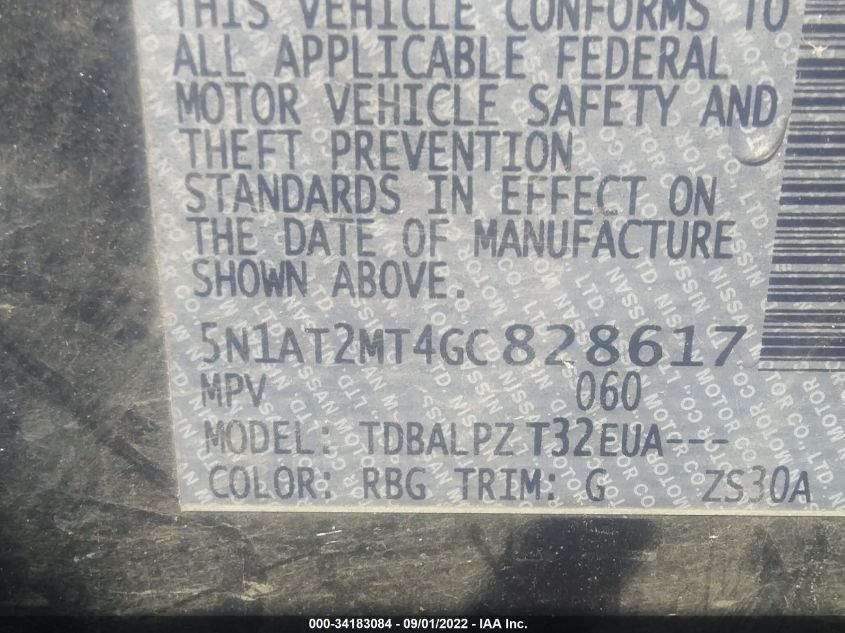 THIS VEHICLE CONFORMS TO
ALL APPLICABLE FEDERAL
MOTOR VEHICLE SAFETY AND
THEFT PREVENTION
STANDARDS IN EFFECT ON
THE DATE OF MANUFACTURE
SHOWN ABOVE.
5N1AT2MT4GC828617
MPV 060
MODEL: TDBALPZ T32EUA---
COLOR: RBG TRIM: G ZS30A
000-34183084 - 09/01/2022 - IAA Inc.